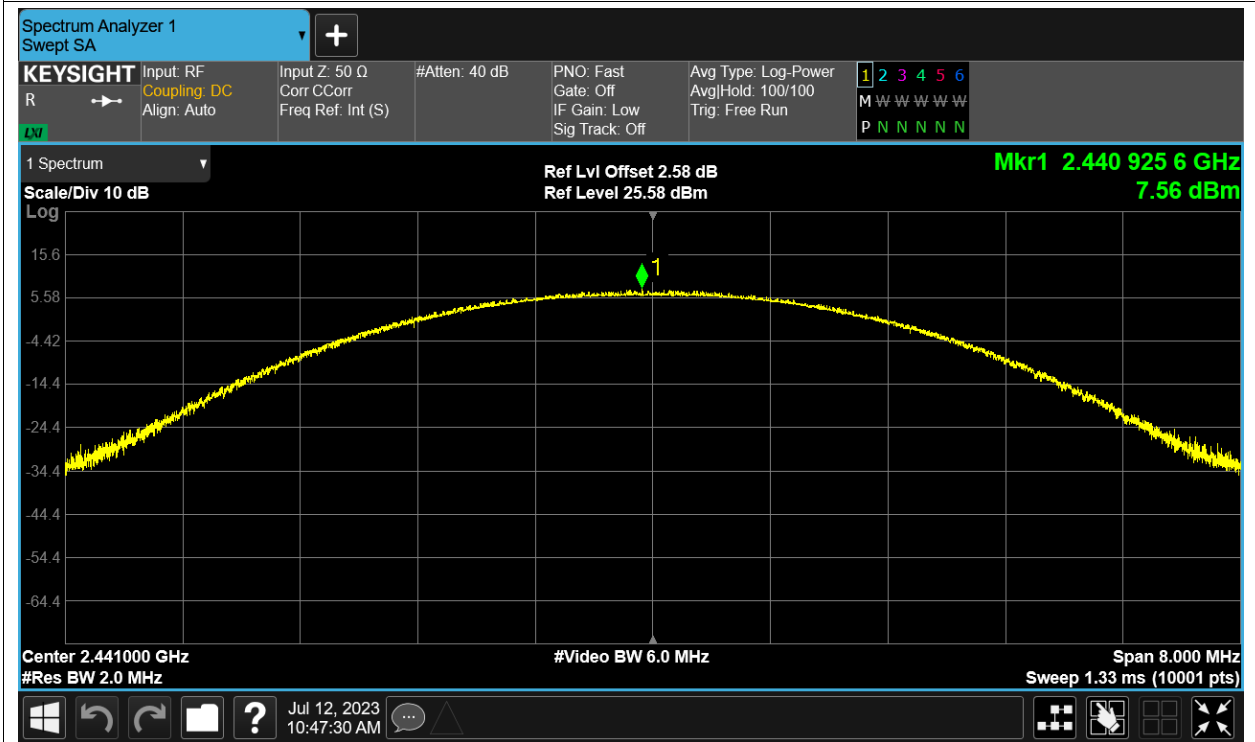 Spectrum Analyzer 1
Swept SA
+
KEYSIGHT
R
LXI
Input: RF
Coupling: DC
Align: Auto
Input Z: 50 Ω
Corr CCorr
Freq Ref: Int (S)
#Atten: 40 dB
PNO: Fast
Gate: Off
IF Gain: Low
Sig Track: Off
Avg Type: Log-Power
Avg|Hold: 100/100
Trig: Free Run
1 2 3 4 5 6
M W W W W W
P N N N N N
1 Spectrum
Scale/Div 10 dB
Log
Ref Lvl Offset 2.58 dB
Ref Level 25.58 dBm
Mkr1 2.440 925 6 GHz
7.56 dBm
1
15.6
5.58
-4.42
-14.4
-24.4
-34.4
-44.4
-54.4
-64.4
Center 2.441000 GHz
#Res BW 2.0 MHz
#Video BW 6.0 MHz
Span 8.000 MHz
Sweep 1.33 ms (10001 pts)
?
Jul 12, 2023
10:47:30 AM